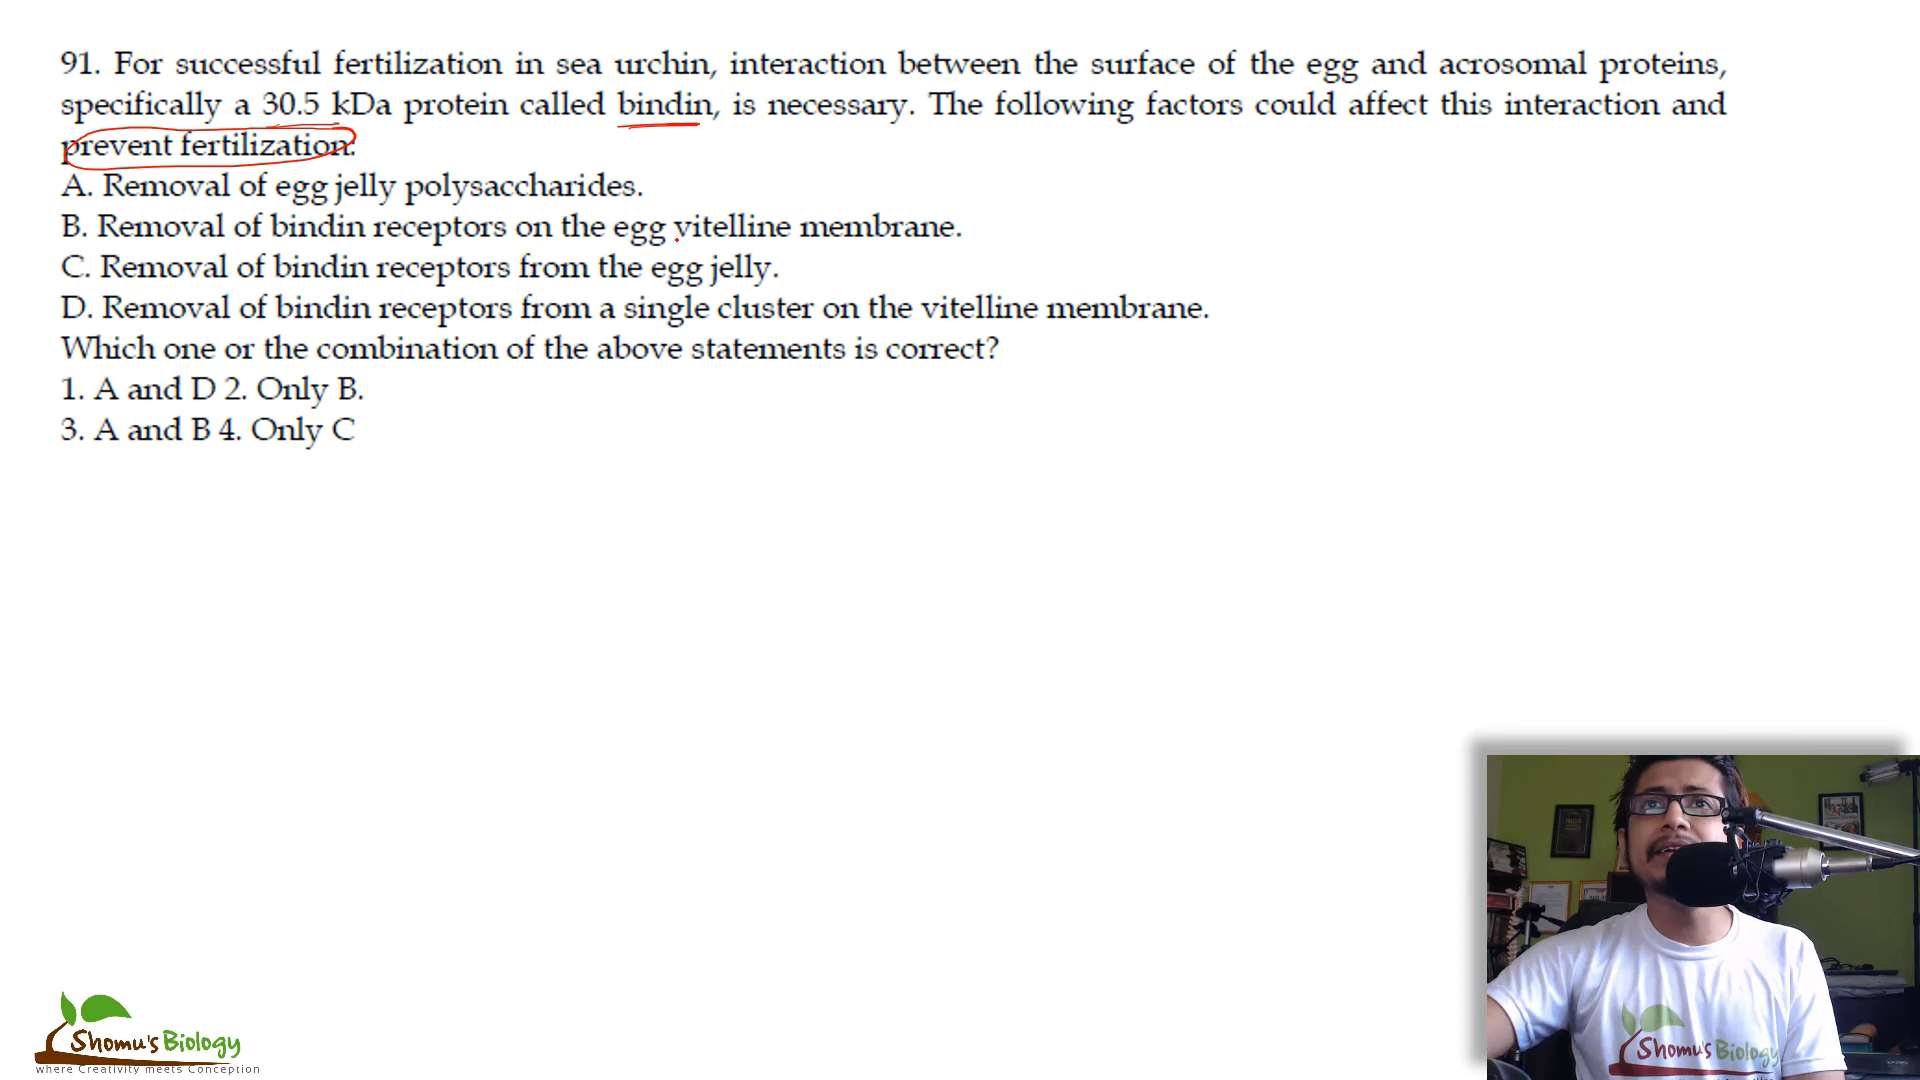 91. For successful fertilization in sea urchin, interaction between the surface of the egg and acrosomal proteins,
specifically a 30.5 kDa protein called bindin, is necessary. The following factors could affect this interaction and
prevent fertilization:
A. Removal of egg jelly polysaccharides.
B. Removal of bindin receptors on the egg vitelline membrane.
C. Removal of bindin receptors from the egg jelly.
D. Removal of bindin receptors from a single cluster on the vitelline membrane.
Which one or the combination of the above statements is correct?
1. A and D 2. Only B.
3. A and B 4. Only C
Shomu's Biology
where Creativity meets Conception
Shomu's Biology